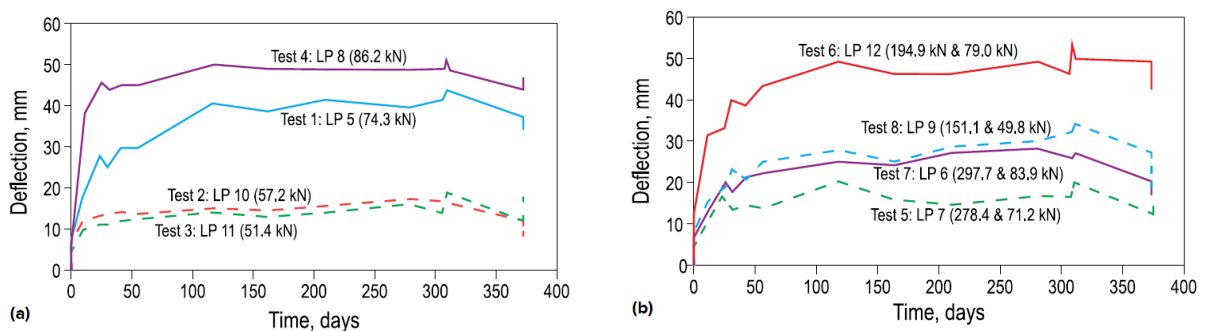 60
50
40
30
20
10
0
Deflection, mm
Test 4: LP 8 (86.2 kN)
Test 1: LP 5 (74.3 kN)
Test 2: LP 10 (57.2 kN)
Test 3: LP 11 (51.4 kN)
0 50 100 150 200 250 300 350 400
Time, days
(a)
60
50
40
30
20
10
0
Deflection, mm
Test 6: LP 12 (194.9 kN & 79.0 kN)
Test 8: LP 9 (151.1 & 49.8 kN)
Test 7: LP 6 (297.7 & 83.9 kN)
Test 5: LP 7 (278.4 & 71.2 kN)
0 50 100 150 200 250 300 350 400
Time, days
(b)